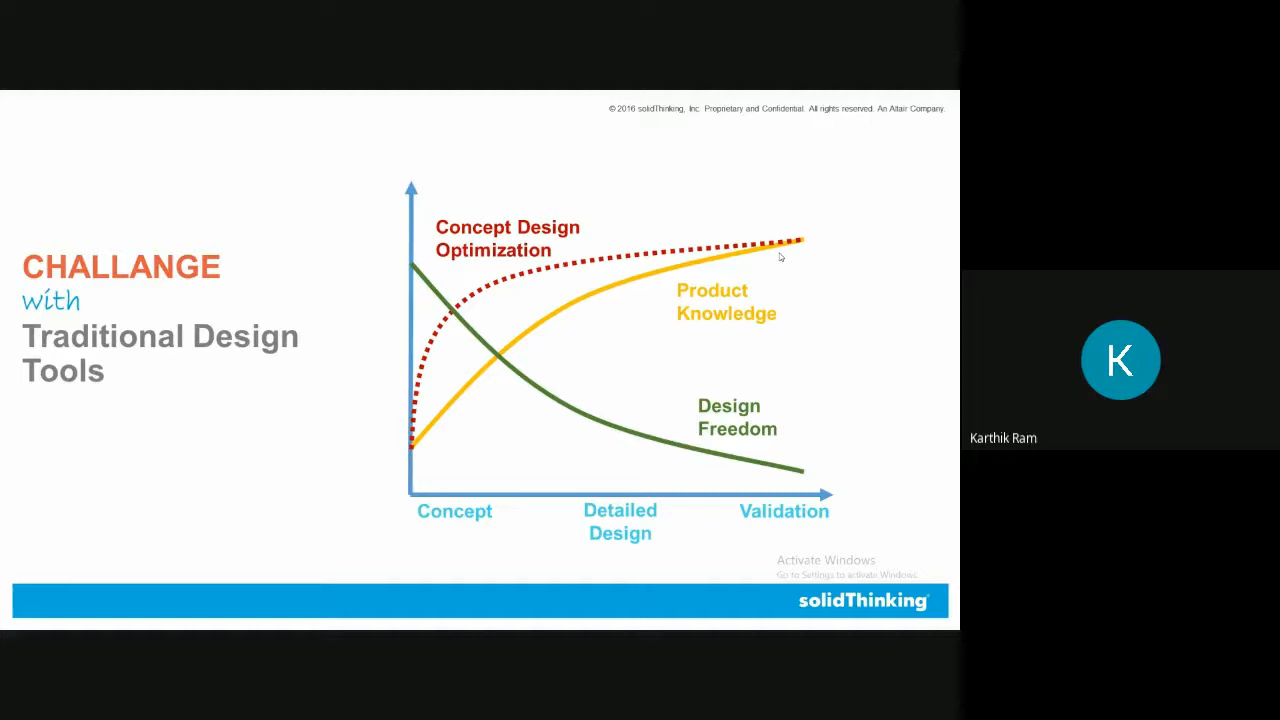 © 2016 solidThinking, Inc. Proprietary and Confidential. All rights reserved. An Altair Company.
CHALLANGE
with
Traditional Design
Tools
Concept Design
Optimization
Product
Knowledge
Design
Freedom
Concept
Detailed
Design
Validation
Activate Windows
Go to Settings to activate Windows.
solidThinking
K
Karthik Ram